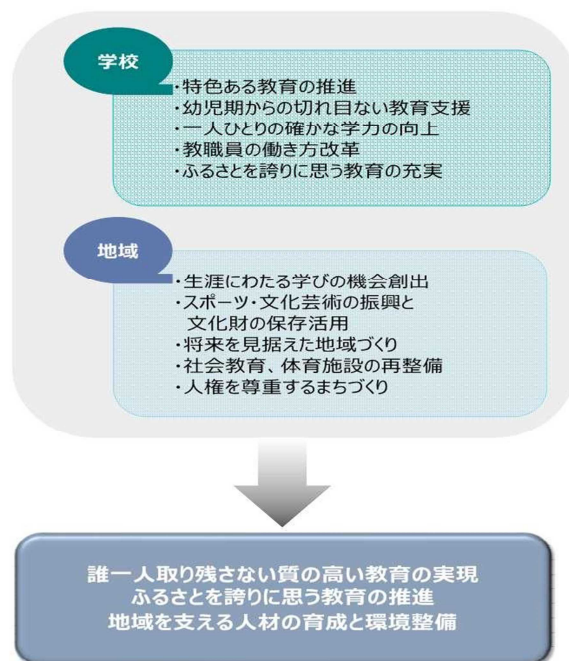 学校
・特色ある教育の推進
・幼児期からの切れ目ない教育支援
・一人ひとりの確かな学力の向上
・教職員の働き方改革
・ふるさとを誇りに思う教育の充実
地域
・生涯にわたる学びの機会創出
・スポーツ・文化芸術の振興と
文化財の保存活用
・将来を見据えた地域づくり
・社会教育、体育施設の再整備
・人権を尊重するまちづくり
誰一人取り残さない質の高い教育の実現
ふるさとを誇りに思う教育の推進
地域を支える人材の育成と環境整備